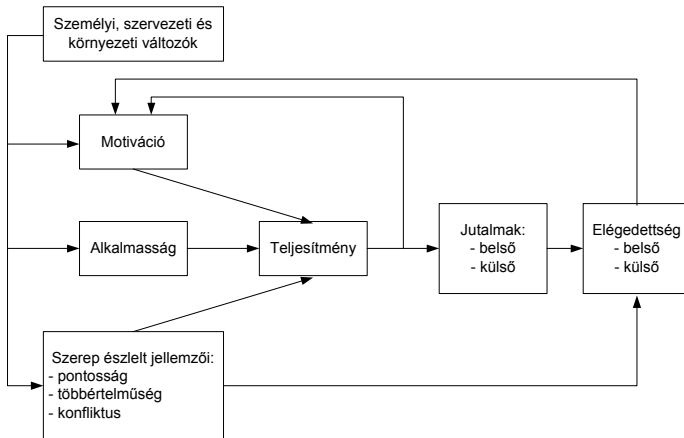 Személyi, szervezeti és
környezeti változók
Motiváció
Alkalmasság
Teljesítmény
Jutalmak:
- belső
- külső
Elégedettség
- belső
- külső
Szerep észlelt jellemzői:
- pontosság
- többértelműség
- konfliktus